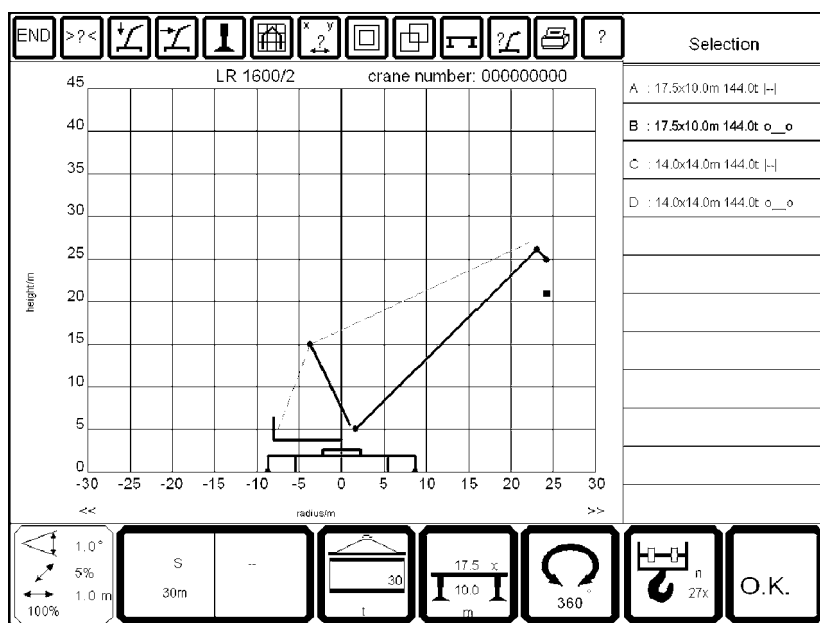 END >?< x y ? ? ?
LR 1600/2 crane number: 000000000
Selection
A : 17.5x10.0m 144.0t |--|
B : 17.5x10.0m 144.0t o__o
C : 14.0x14.0m 144.0t |--|
D : 14.0x14.0m 144.0t o__o
45
40
35
30
25
20
15
10
5
0
height/m
-30 -25 -20 -15 -10 -5 0 5 10 15 20 25 30
<< radius/m >>
1.0°
5%
1.0 m
100%
S --
30m
30
t
17.5 x
10.0
m
360°
n
27x
O.K.